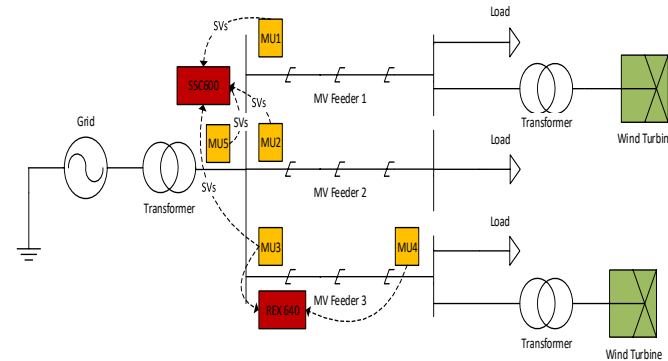 Load
SVs
MU1
SSC600
MV Feeder 1
SVs
Transformer
Wind Turbin
Grid
SVs
MU5
MU2
Load
SVs
MV Feeder 2
Transformer
Load
MU3
MU4
REX 640
MV Feeder 3
Transformer
Wind Turbine